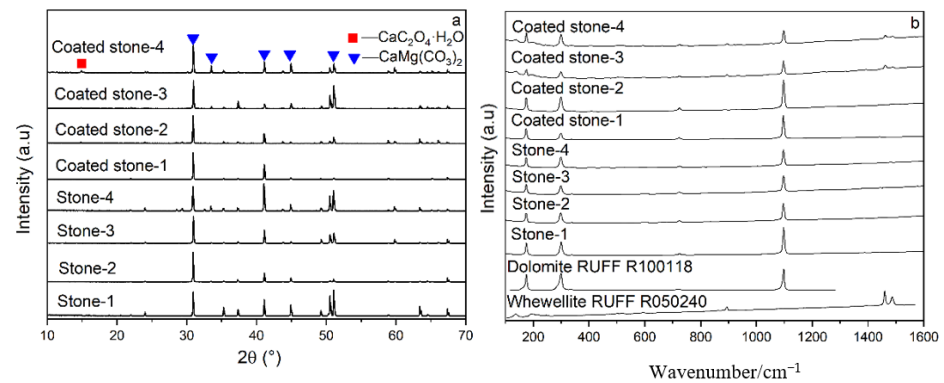 a
CaC₂O₄·H₂O
CaMg(CO₃)₂
Coated stone-4
Coated stone-3
Coated stone-2
Coated stone-1
Stone-4
Stone-3
Stone-2
Stone-1
Intensity (a.u)
10 20 30 40 50 60 70
2θ (°)
b
Coated stone-4
Coated stone-3
Coated stone-2
Coated stone-1
Stone-4
Stone-3
Stone-2
Stone-1
Dolomite RUFF R100118
Whewellite RUFF R050240
Intensity (a.u)
200 400 600 800 1000 1200 1400 1600
Wavenumber/cm⁻¹